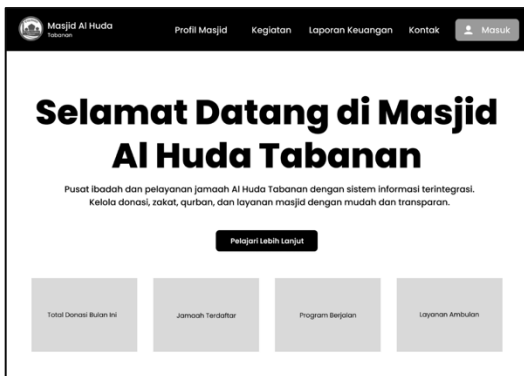 Masjid Al Huda
Tabanan
Profil Masjid
Kegiatan
Laporan Keuangan
Kontak
Masuk
Selamat Datang di Masjid
Al Huda Tabanan
Pusat ibadah dan pelayanan jamaah Al Huda Tabanan dengan sistem informasi terintegrasi.
Kelola donasi, zakat, qurban, dan layanan masjid dengan mudah dan transparan.
Pelajari Lebih Lanjut
Total Donasi Bulan Ini
Jamaah Terdaftar
Program Berjalan
Layanan Ambulan